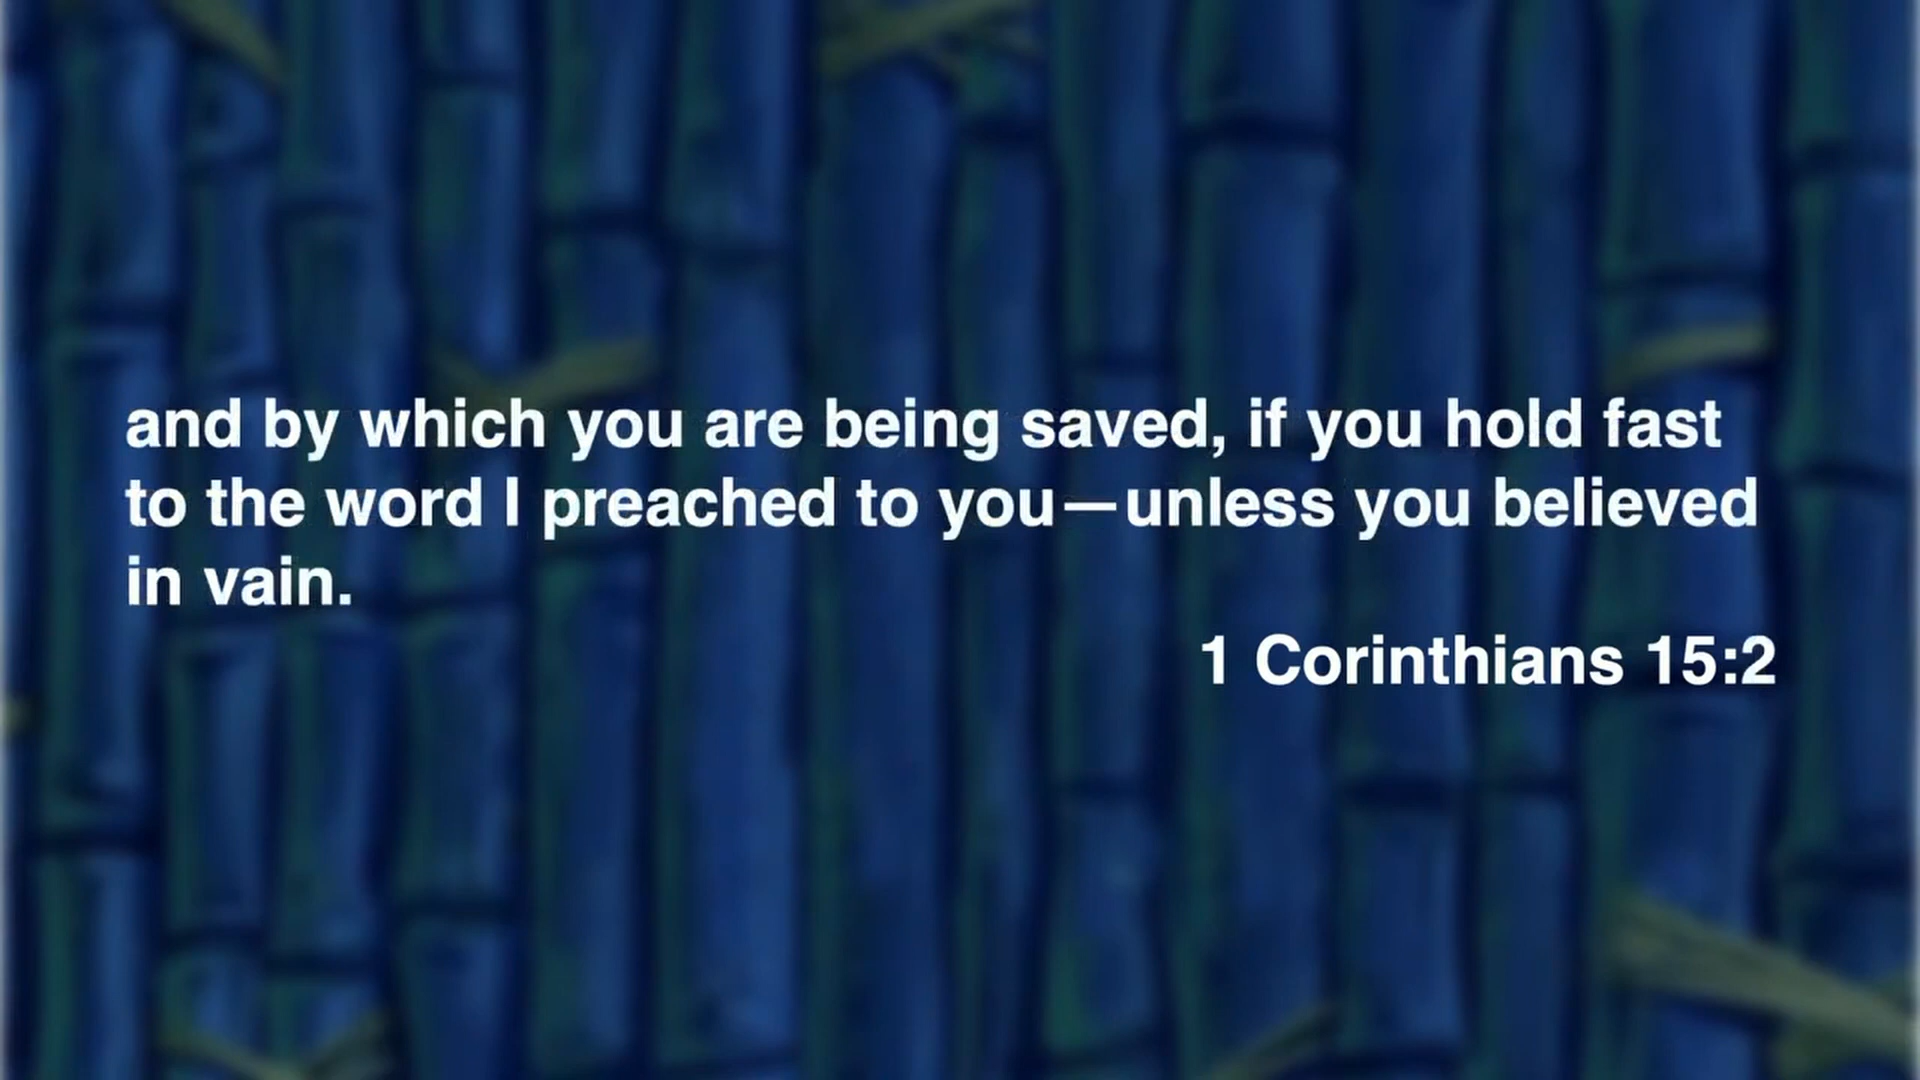 and by which you are being saved, if you hold fast
to the word I preached to you—unless you believed
in vain.
1 Corinthians 15:2